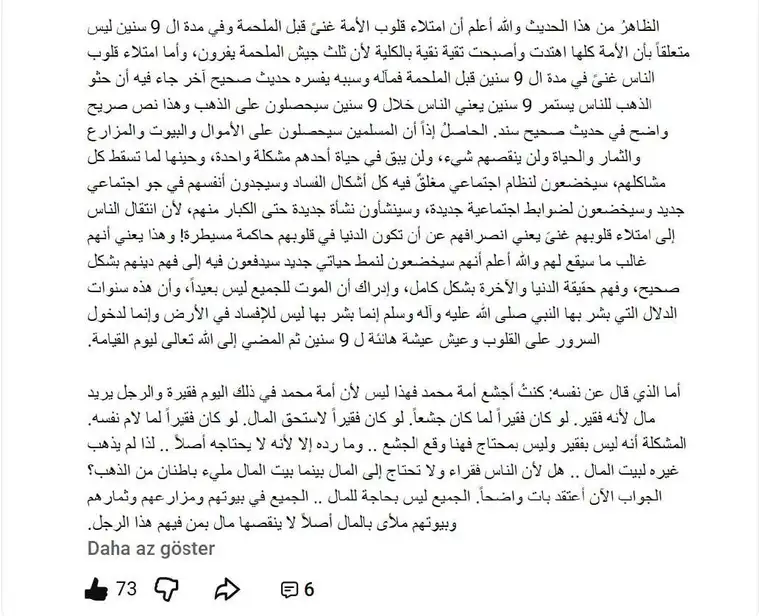 الظاهرُ من هذا الحديث والله أعلم أن امتلاء قلوب الأمة غنىً قبل الملحمة وفي مدة ال 9 سنين ليس
متعلقاً بأن الأمة كلها اهتدت وأصبحت تقية نقية بالكلية لأن ثلث جيش الملحمة يفرون، وأما امتلاء قلوب
الناس غنىً في مدة ال 9 سنين قبل الملحمة فمآله وسببه يفسره حديث صحيح آخر جاء فيه أن حثو
الذهب للناس يستمر 9 سنين يعني الناس خلال 9 سنين سيحصلون على الذهب وهذا نص صريح
واضح في حديث صحيح سند. الحاصلُ إذاً أن المسلمين سيحصلون على الأموال والبيوت والمزارع
والثمار والحياة ولن ينقصهم شيء، ولن يبق في حياة أحدهم مشكلة واحدة، وحينها لما تسقط كل
مشاكلهم، سيخضعون لنظام اجتماعي مغلقٌ فيه كل أشكال الفساد وسيجدون أنفسهم في جو اجتماعي
جديد وسيخضعون لضوابط اجتماعية جديدة، وسينشأون نشأة جديدة حتى الكبار منهم، لأن انتقال الناس
إلى امتلاء قلوبهم غنىً يعني انصرافهم عن أن تكون الدنيا في قلوبهم حاكمة مسيطرة! وهذا يعني أنهم
غالب ما سيقع لهم والله أعلم أنهم سيخضعون لنمط حياتي جديد سيدفعون فيه إلى فهم دينهم بشكل
صحيح، وفهم حقيقة الدنيا والآخرة بشكل كامل، وإدراك أن الموت للجميع ليس بعيداً، وأن هذه سنوات
الدلال التي بشر بها النبي صلى الله عليه وآله وسلم إنما بشر بها ليس للإفساد في الأرض وإنما لدخول
السرور على القلوب وعيش عيشة هانئة ل 9 سنين ثم المضي إلى الله تعالى ليوم القيامة.
أما الذي قال عن نفسه: كنتُ أجشع أمة محمد فهذا ليس لأن أمة محمد في ذلك اليوم فقيرة والرجل يريد
مال لأنه فقير. لو كان فقيراً لما كان جشعاً. لو كان فقيراً لاستحق المال. لو كان فقيراً لما لام نفسه.
المشكلة أنه ليس بفقير وليس بمحتاج فهنا وقع الجشع .. وما رده إلا لأنه لا يحتاجه أصلاً .. لذا لم يذهب
غيره لبيت المال .. هل لأن الناس فقراء ولا تحتاج إلى المال بينما بيت المال مليء باطنان من الذهب؟
الجواب الآن أعتقد بات واضحاً. الجميع ليس بحاجة للمال .. الجميع في بيوتهم ومزارعهم وثمارهم
وبيوتهم ملأى بالمال أصلاً لا ينقصها مال بمن فيهم هذا الرجل.
Daha az göster
73 6